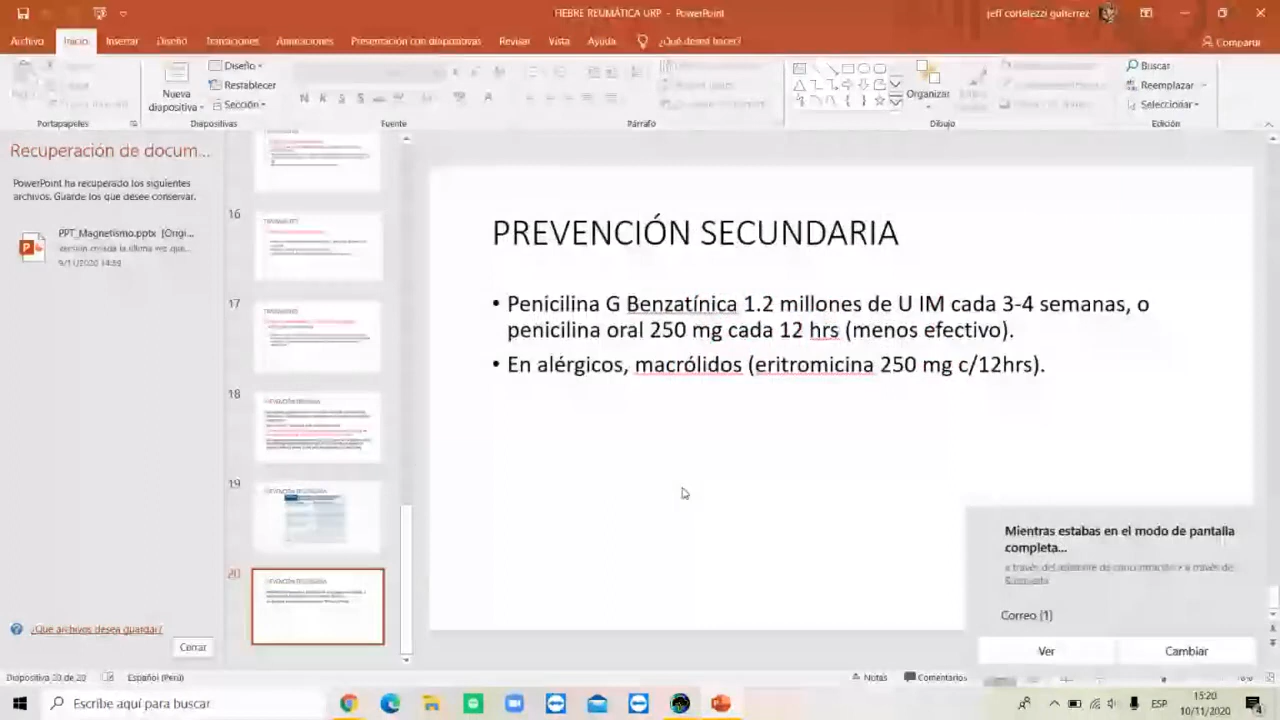 FIEBRE REUMÁTICA URP - PowerPoint
jeff cortelezzi gutierrez
Archivo Inicio Insertar Diseño Transiciones Animaciones Presentación con diapositivas Revisar Vista Ayuda ¿Qué desea hacer? Compartir
Nueva diapositiva
Diseño
Restablecer
Sección
Organizar
Buscar
Reemplazar
Seleccionar
Portapapeles Diapositivas Fuente Párrafo Dibujo Edición
Recuperación de docum...
PowerPoint ha recuperado los siguientes
archivos. Guarde los que desee conservar.
PPT_Magnetismo.pptx [Origi...
¿Qué archivos desea guardar?
Cerrar
16
17
18
19
20
PREVENCIÓN SECUNDARIA
• Penicilina G Benzatínica 1.2 millones de U IM cada 3-4 semanas, o
penicilina oral 250 mg cada 12 hrs (menos efectivo).
• En alérgicos, macrólidos (eritromicina 250 mg c/12hrs).
Mientras estabas en el modo de pantalla
completa...
Correo (1)
Ver Cambiar
Diapositiva 20 de 20 Español (Perú) Notas Comentarios
Escribe aquí para buscar
ESP
15:20
10/11/2020